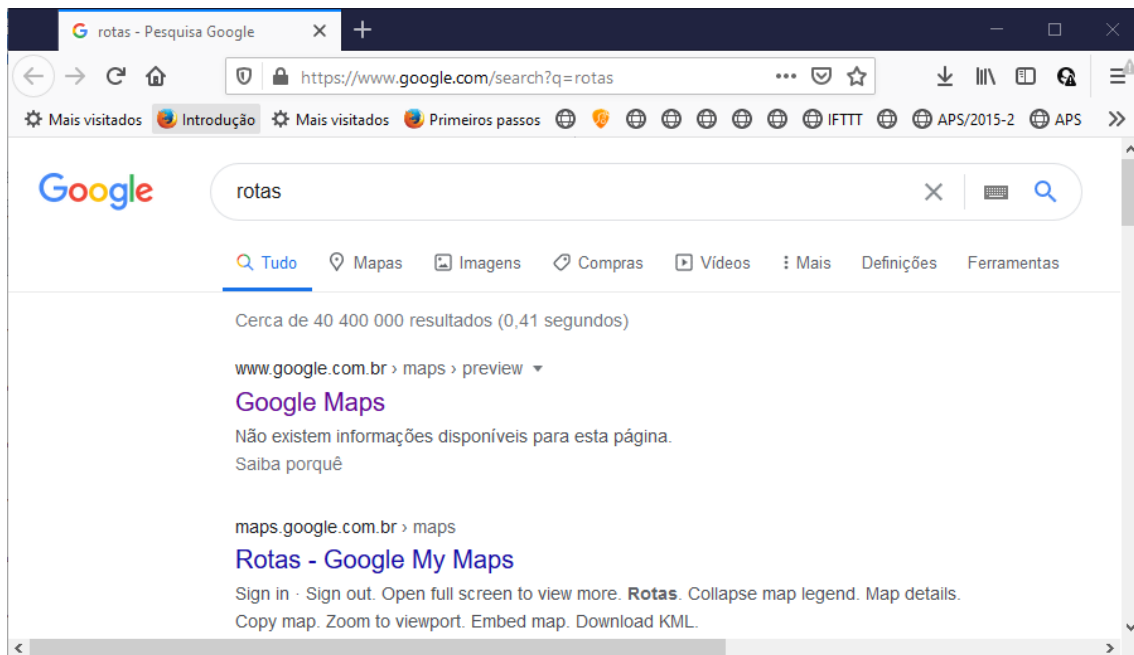 rotas - Pesquisa Google
https://www.google.com/search?q=rotas
Mais visitados Introdução Mais visitados Primeiros passos IFTTT APS/2015-2 APS
Google rotas
Tudo Mapas Imagens Compras Vídeos Mais Definições Ferramentas
Cerca de 40 400 000 resultados (0,41 segundos)
www.google.com.br › maps › preview
Google Maps
Não existem informações disponíveis para esta página.
Saiba porquê
maps.google.com.br › maps
Rotas - Google My Maps
Sign in · Sign out. Open full screen to view more. Rotas. Collapse map legend. Map details.
Copy map. Zoom to viewport. Embed map. Download KML.